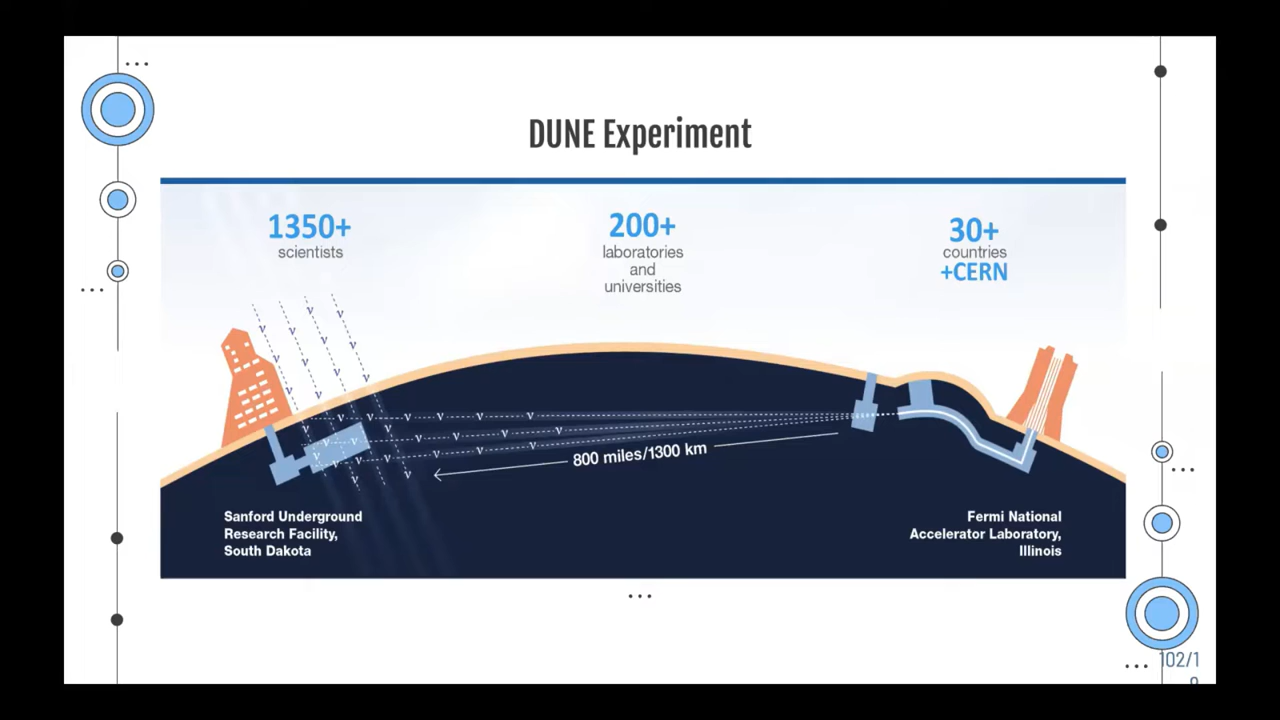 DUNE Experiment
1350+
scientists
200+
laboratories
and
universities
30+
countries
+CERN
ν ν ν ν
ν ν ν ν
ν ν ν ν
ν ν ν ν ν ν
ν ν ν ν ν ν
ν ν ν ν ν ν
ν ν
800 miles/1300 km
Sanford Underground
Research Facility,
South Dakota
Fermi National
Accelerator Laboratory,
Illinois
102/1